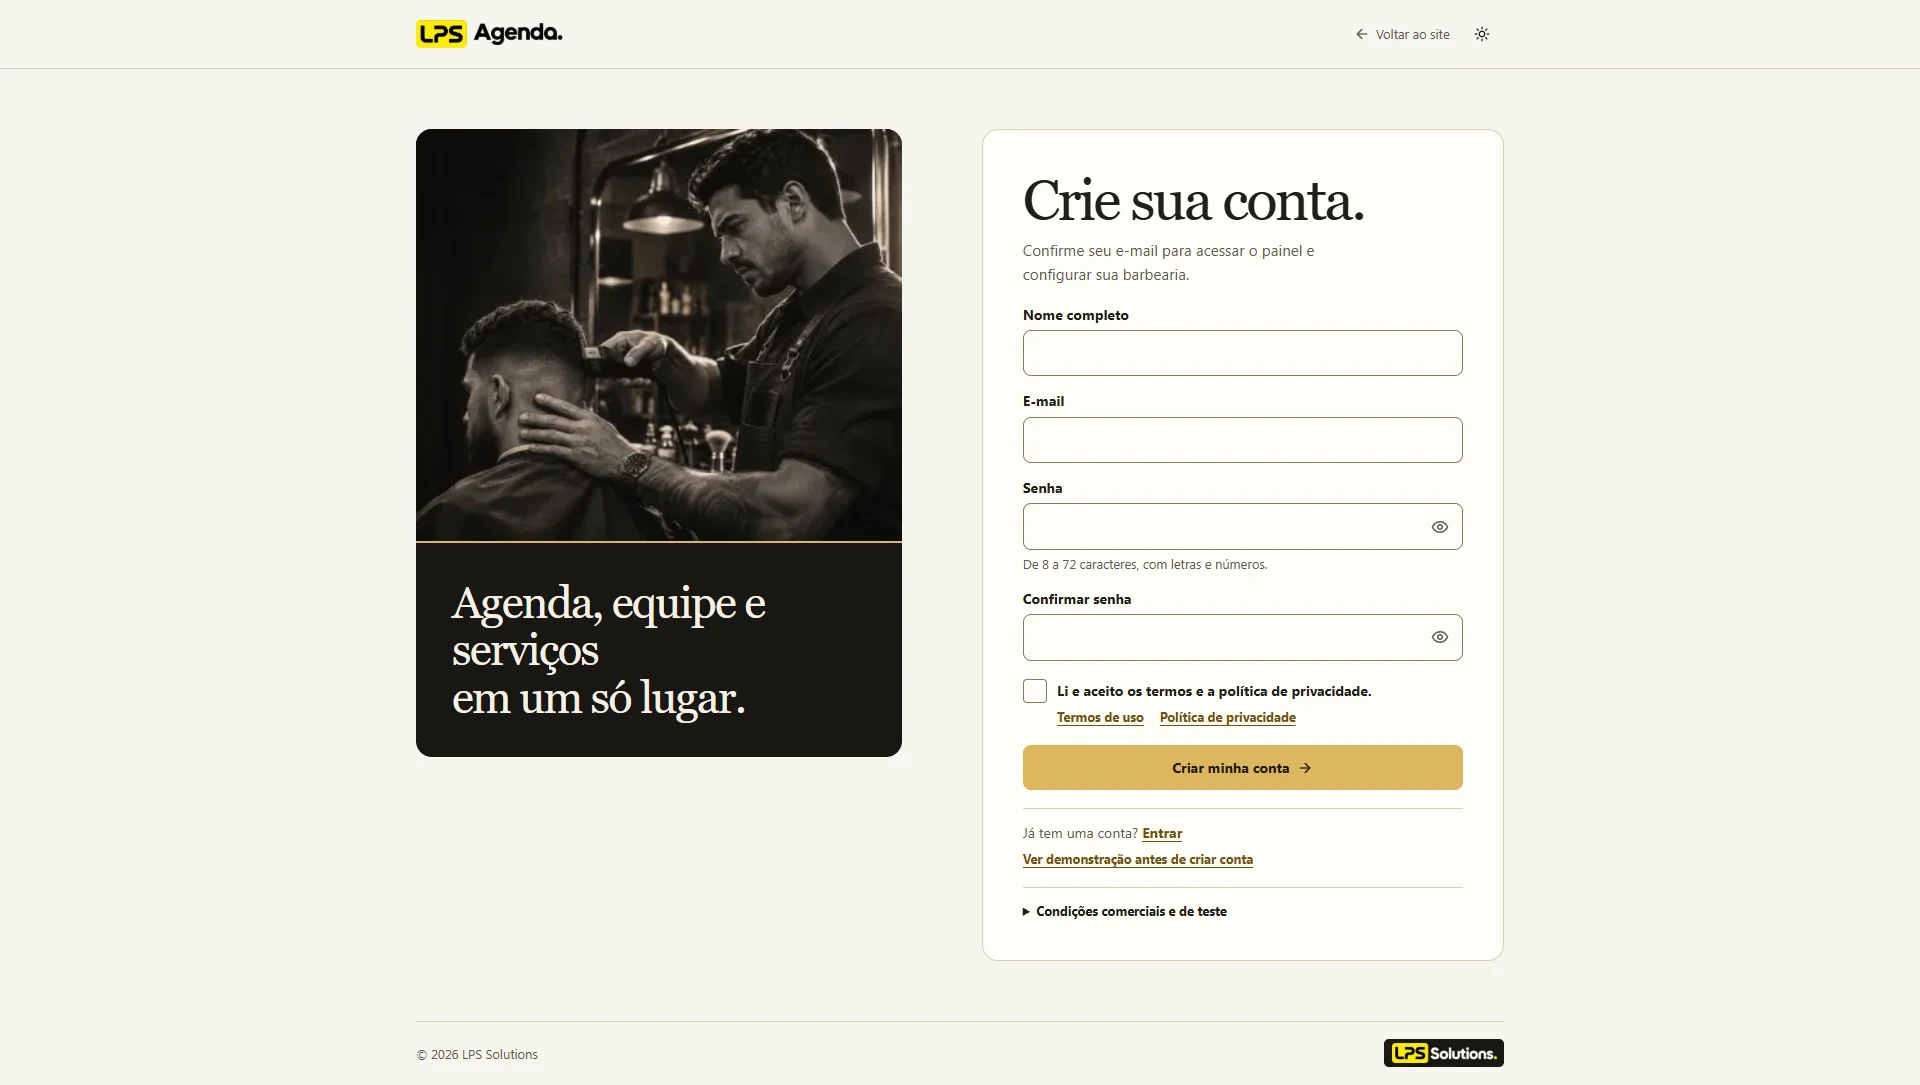 LPS Agenda.
Voltar ao site
Agenda, equipe e
serviços
em um só lugar.
Crie sua conta.
Confirme seu e-mail para acessar o painel e
configurar sua barbearia.
Nome completo
E-mail
Senha
De 8 a 72 caracteres, com letras e números.
Confirmar senha
Li e aceito os termos e a política de privacidade.
Termos de uso Política de privacidade
Criar minha conta
Já tem uma conta? Entrar
Ver demonstração antes de criar conta
Condições comerciais e de teste
© 2026 LPS Solutions
LPS Solutions.